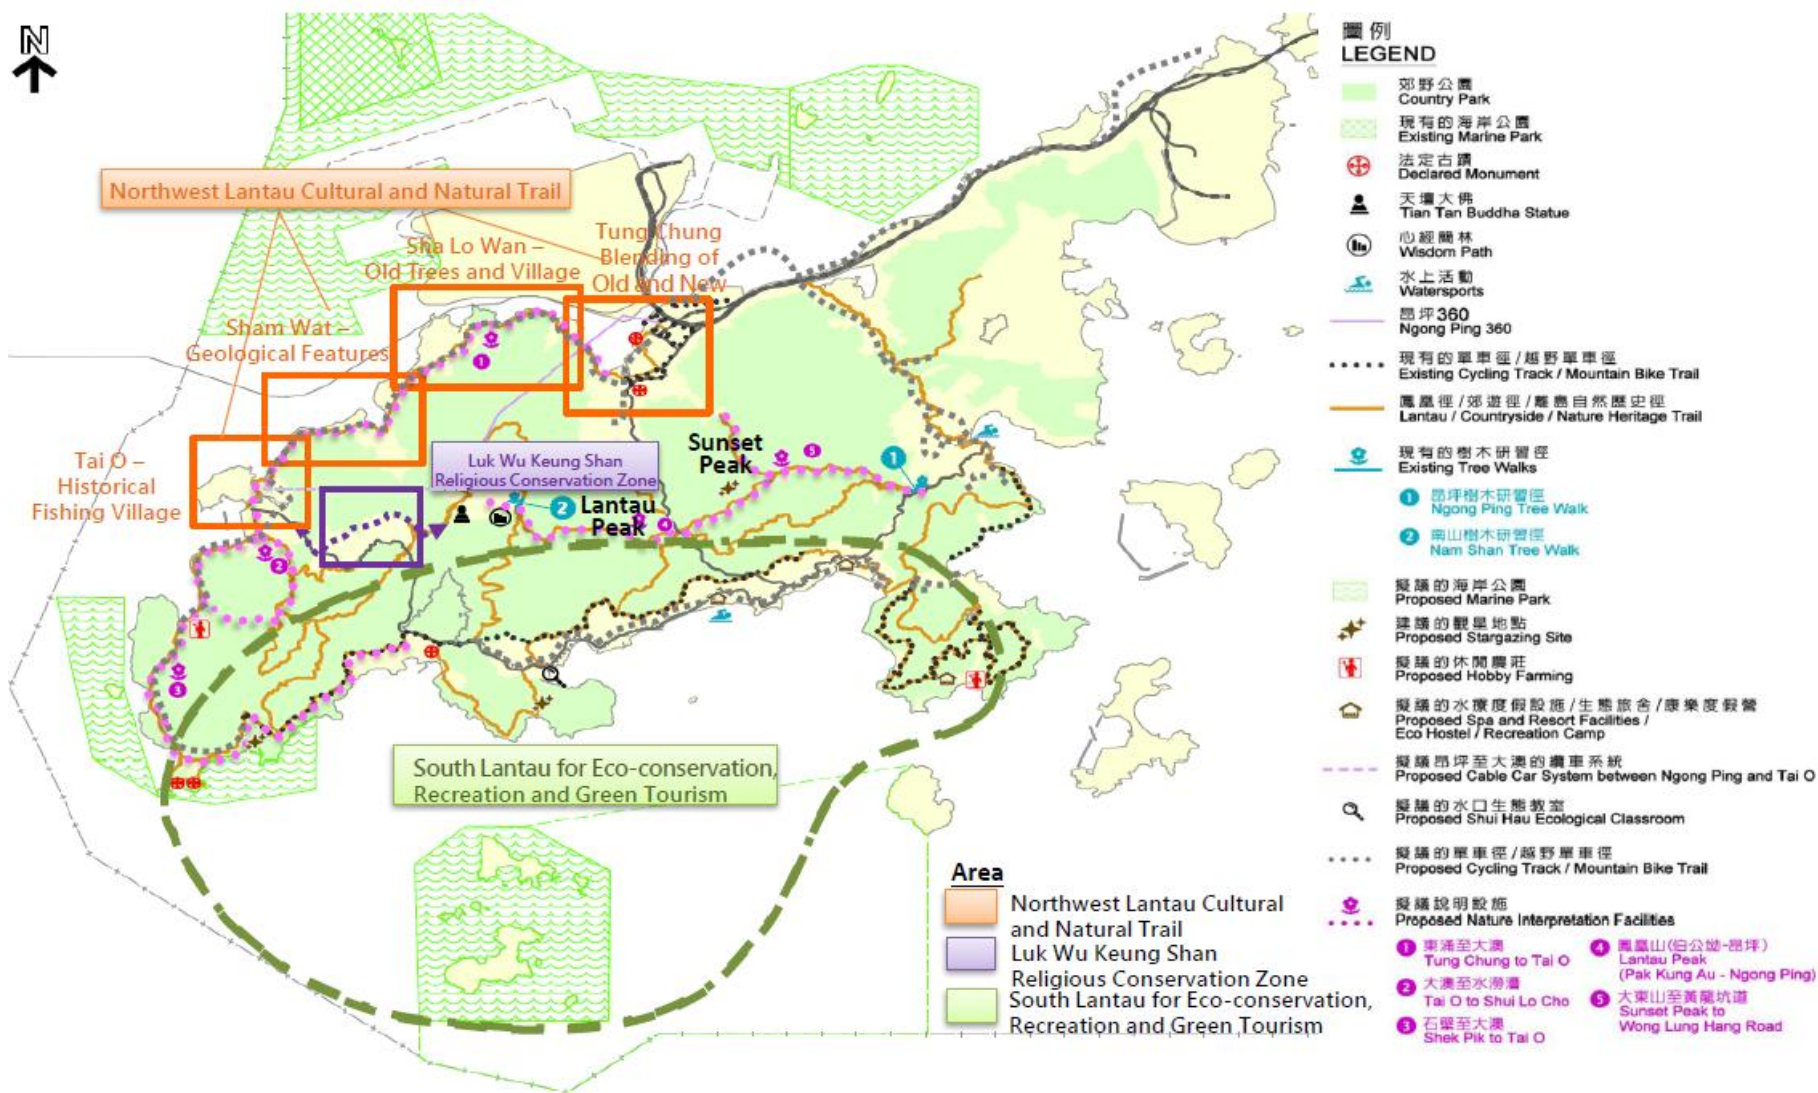 N
Northwest Lantau Cultural and Natural Trail
Sha Lo Wan –
Old Trees and Village
Tung Chung
Blending of
Old and New
Sham Wat –
Geological Features
1
Tai O –
Historical
Fishing Village
Luk Wu Keung Shan
Religious Conservation Zone
Sunset
Peak
5
1
2
Lantau
Peak
4
2
3
South Lantau for Eco-conservation,
Recreation and Green Tourism
Area
Northwest Lantau Cultural
and Natural Trail
Luk Wu Keung Shan
Religious Conservation Zone
South Lantau for Eco-conservation,
Recreation and Green Tourism
圖例
LEGEND
郊野公園
Country Park
現有的海岸公園
Existing Marine Park
法定古蹟
Declared Monument
天壇大佛
Tian Tan Buddha Statue
心經簡林
Wisdom Path
水上活動
Watersports
昂坪360
Ngong Ping 360
現有的單車徑/越野單車徑
Existing Cycling Track / Mountain Bike Trail
鳳凰徑/郊遊徑/離島自然歷史徑
Lantau / Countryside / Nature Heritage Trail
現有的樹木研習徑
Existing Tree Walks
1 昂坪樹木研習徑
Ngong Ping Tree Walk
2 南山樹木研習徑
Nam Shan Tree Walk
擬議的海岸公園
Proposed Marine Park
建議的觀星地點
Proposed Stargazing Site
擬議的休閒農莊
Proposed Hobby Farming
擬議的水療度假設施/生態旅舍/康樂度假營
Proposed Spa and Resort Facilities /
Eco Hostel / Recreation Camp
擬議昂坪至大澳的纜車系統
Proposed Cable Car System between Ngong Ping and Tai O
擬議的水口生態教室
Proposed Shui Hau Ecological Classroom
擬議的單車徑/越野單車徑
Proposed Cycling Track / Mountain Bike Trail
擬議說明設施
Proposed Nature Interpretation Facilities
1 東涌至大澳
Tung Chung to Tai O
2 大澳至水澇漕
Tai O to Shui Lo Cho
3 石壁至大澳
Shek Pik to Tai O
4 鳳凰山(伯公坳-昂坪)
Lantau Peak
(Pak Kung Au - Ngong Ping)
5 大東山至黃龍坑道
Sunset Peak to
Wong Lung Hang Road